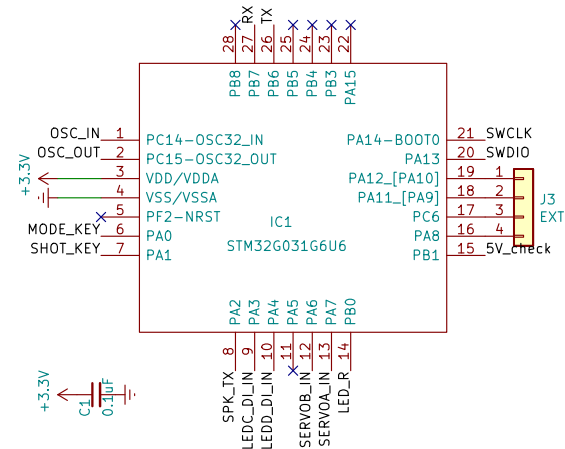 RX
TX
28
27
26
25
24
23
22
PB8
PB7
PB6
PB5
PB4
PB3
PA15
OSC_IN 1 PC14-OSC32_IN
OSC_OUT 2 PC15-OSC32_OUT
+3.3V
3 VDD/VDDA
4 VSS/VSSA
5 PF2-NRST
MODE_KEY 6 PA0
SHOT_KEY 7 PA1
PA14-BOOT0 21 SWCLK
PA13 20 SWDIO
PA12_[PA10] 19 1
PA11_[PA9] 18 2
PC6 17 3
PA8 16 4
PB1 15 5V_check
J3
EXT
IC1
STM32G031G6U6
PA2
PA3
PA4
PA5
PA6
PA7
PB0
8
9
10
11
12
13
14
SPK_TX
LEDC_DI_IN
LEDD_DI_IN
SERVOB_IN
SERVOA_IN
LED_R
+3.3V
C1
0.1uF